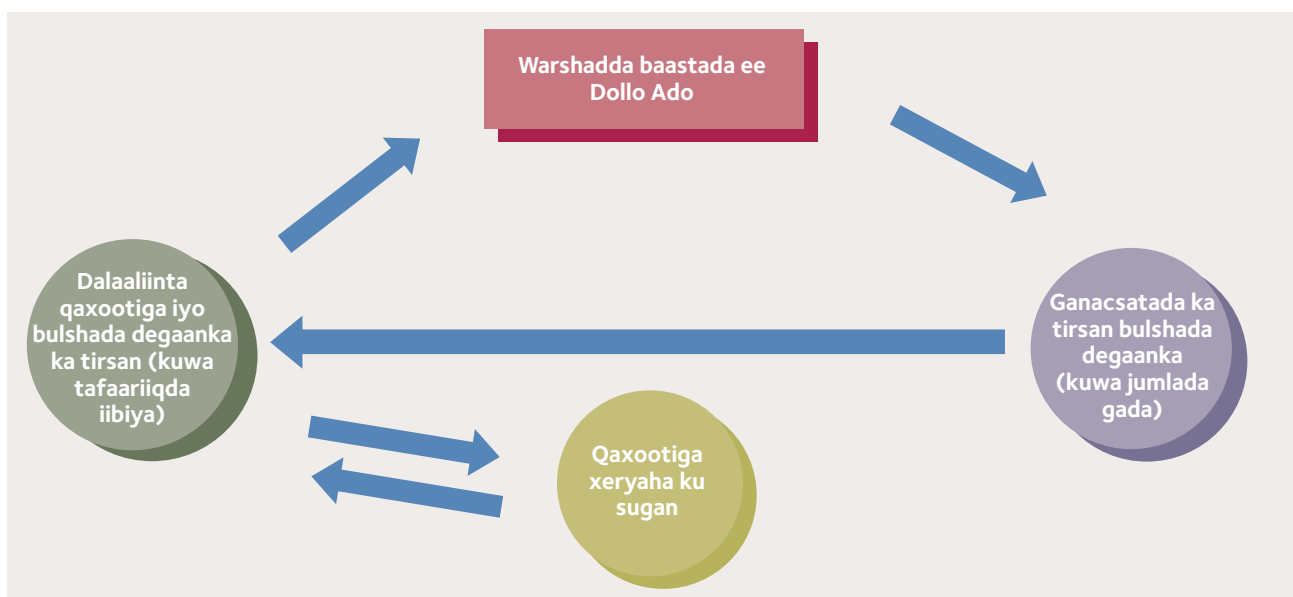 Warshadda baastada ee
Dollo Ado
Dalaaliinta
qaxootiga iyo
bulshada degaanka
ka tirsan (kuwa
tafaariiqda
iibiya)
Ganacsatada ka
tirsan bulshada
degaanka
(kuwa jumlada
gada)
Qaxootiga
xeryaha ku
sugan